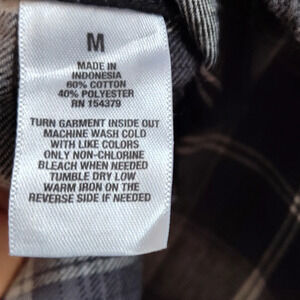 M
MADE IN
INDONESIA
60% COTTON
40% POLYESTER
RN 154379
TURN GARMENT INSIDE OUT
MACHINE WASH COLD
WITH LIKE COLORS
ONLY NON-CHLORINE
BLEACH WHEN NEEDED
TUMBLE DRY LOW
WARM IRON ON THE
REVERSE SIDE IF NEEDED